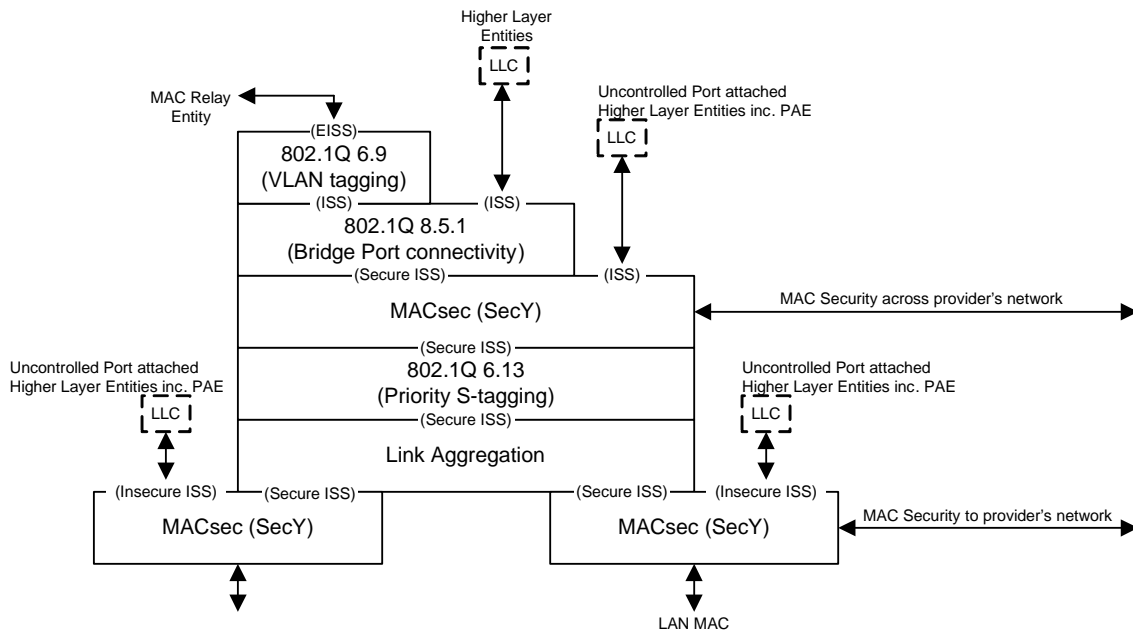 Higher Layer
Entities
LLC
MAC Relay
Entity
Uncontrolled Port attached
Higher Layer Entities inc. PAE
LLC
(EISS)
802.1Q 6.9
(VLAN tagging)
(ISS)
(ISS)
802.1Q 8.5.1
(Bridge Port connectivity)
(Secure ISS)
(ISS)
MACsec (SecY)
MAC Security across provider's network
(Secure ISS)
Uncontrolled Port attached
Higher Layer Entities inc. PAE
LLC
802.1Q 6.13
(Priority S-tagging)
Uncontrolled Port attached
Higher Layer Entities inc. PAE
LLC
(Secure ISS)
Link Aggregation
(Insecure ISS)
(Secure ISS)
(Secure ISS)
(Insecure ISS)
MACsec (SecY)
MACsec (SecY)
MAC Security to provider's network
LAN MAC